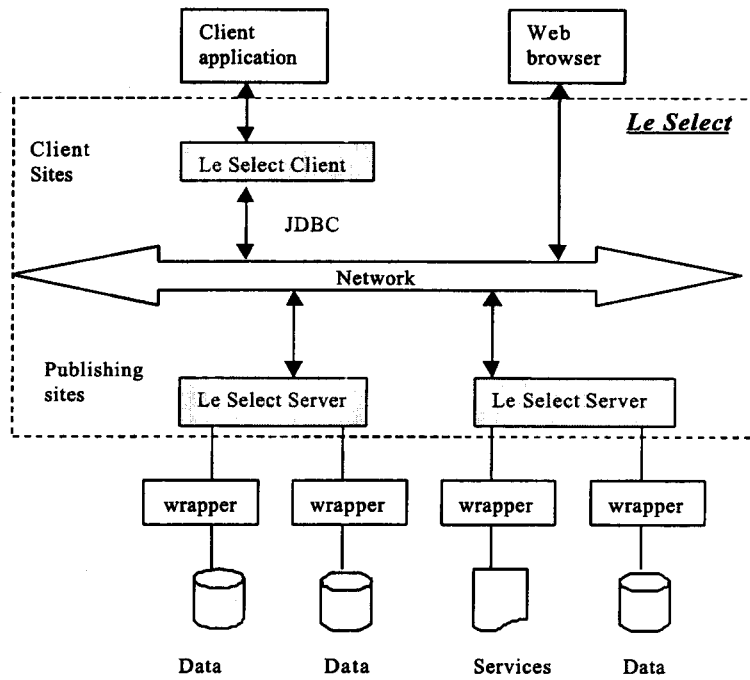 Client
application
Web
browser
Le Select
Client
Sites
Le Select Client
JDBC
Network
Publishing
sites
Le Select Server
Le Select Server
wrapper
wrapper
wrapper
wrapper
Data
Data
Services
Data